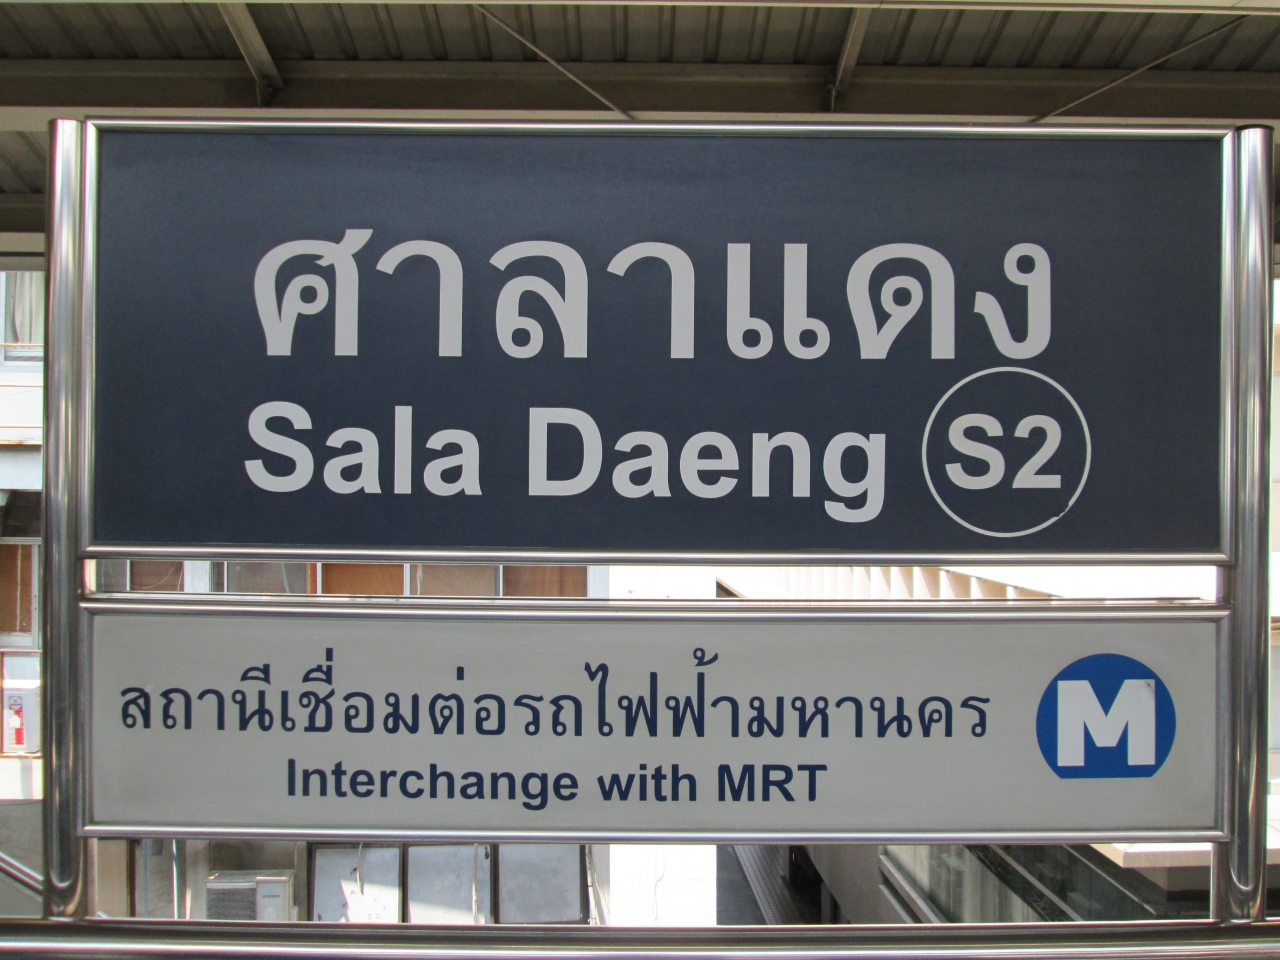 ศาลาแดง
Sala Daeng S2
สถานีเชื่อมต่อรถไฟฟ้ามหานคร
Interchange with MRT
M